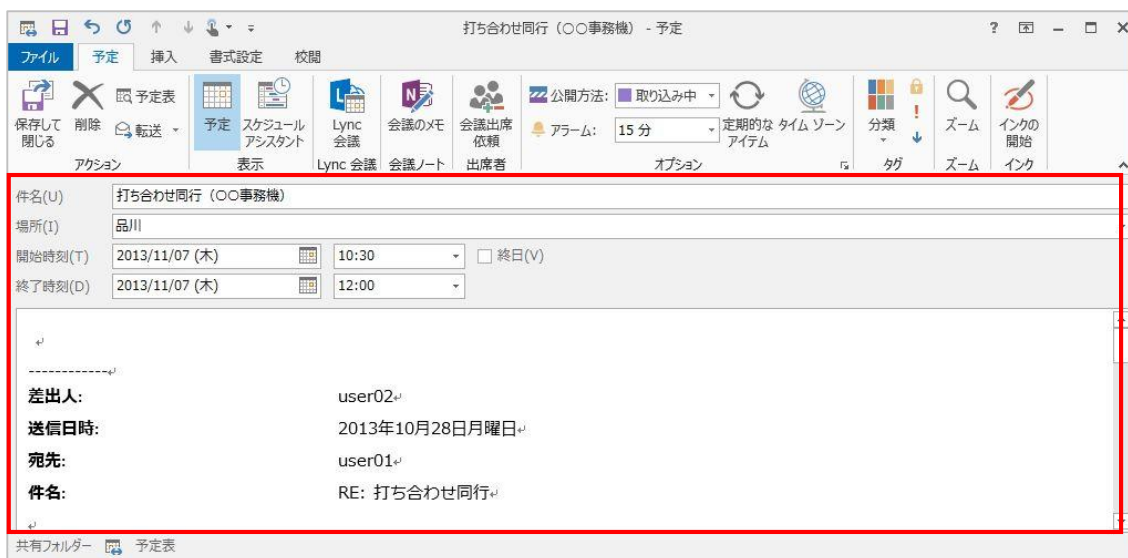 打ち合わせ同行（○○事務機） - 予定
ファイル 予定 挿入 書式設定 校閲
保存して閉じる 削除 予定表 転送 予定 スケジュール アシスタント Lync 会議 会議のメモ 会議出席依頼 公開方法: 取り込み中 アラーム: 15 分 定期的なアイテム タイム ゾーン 分類 ズーム インクの開始
アクション 表示 Lync 会議 会議ノート 出席者 オプション タグ ズーム インク
件名(U) 打ち合わせ同行（○○事務機）
場所(I) 品川
開始時刻(T) 2013/11/07 (木) 10:30 終日(V)
終了時刻(D) 2013/11/07 (木) 12:00
------------
差出人: user02
送信日時: 2013年10月28日月曜日
宛先: user01
件名: RE: 打ち合わせ同行
共有フォルダー 予定表